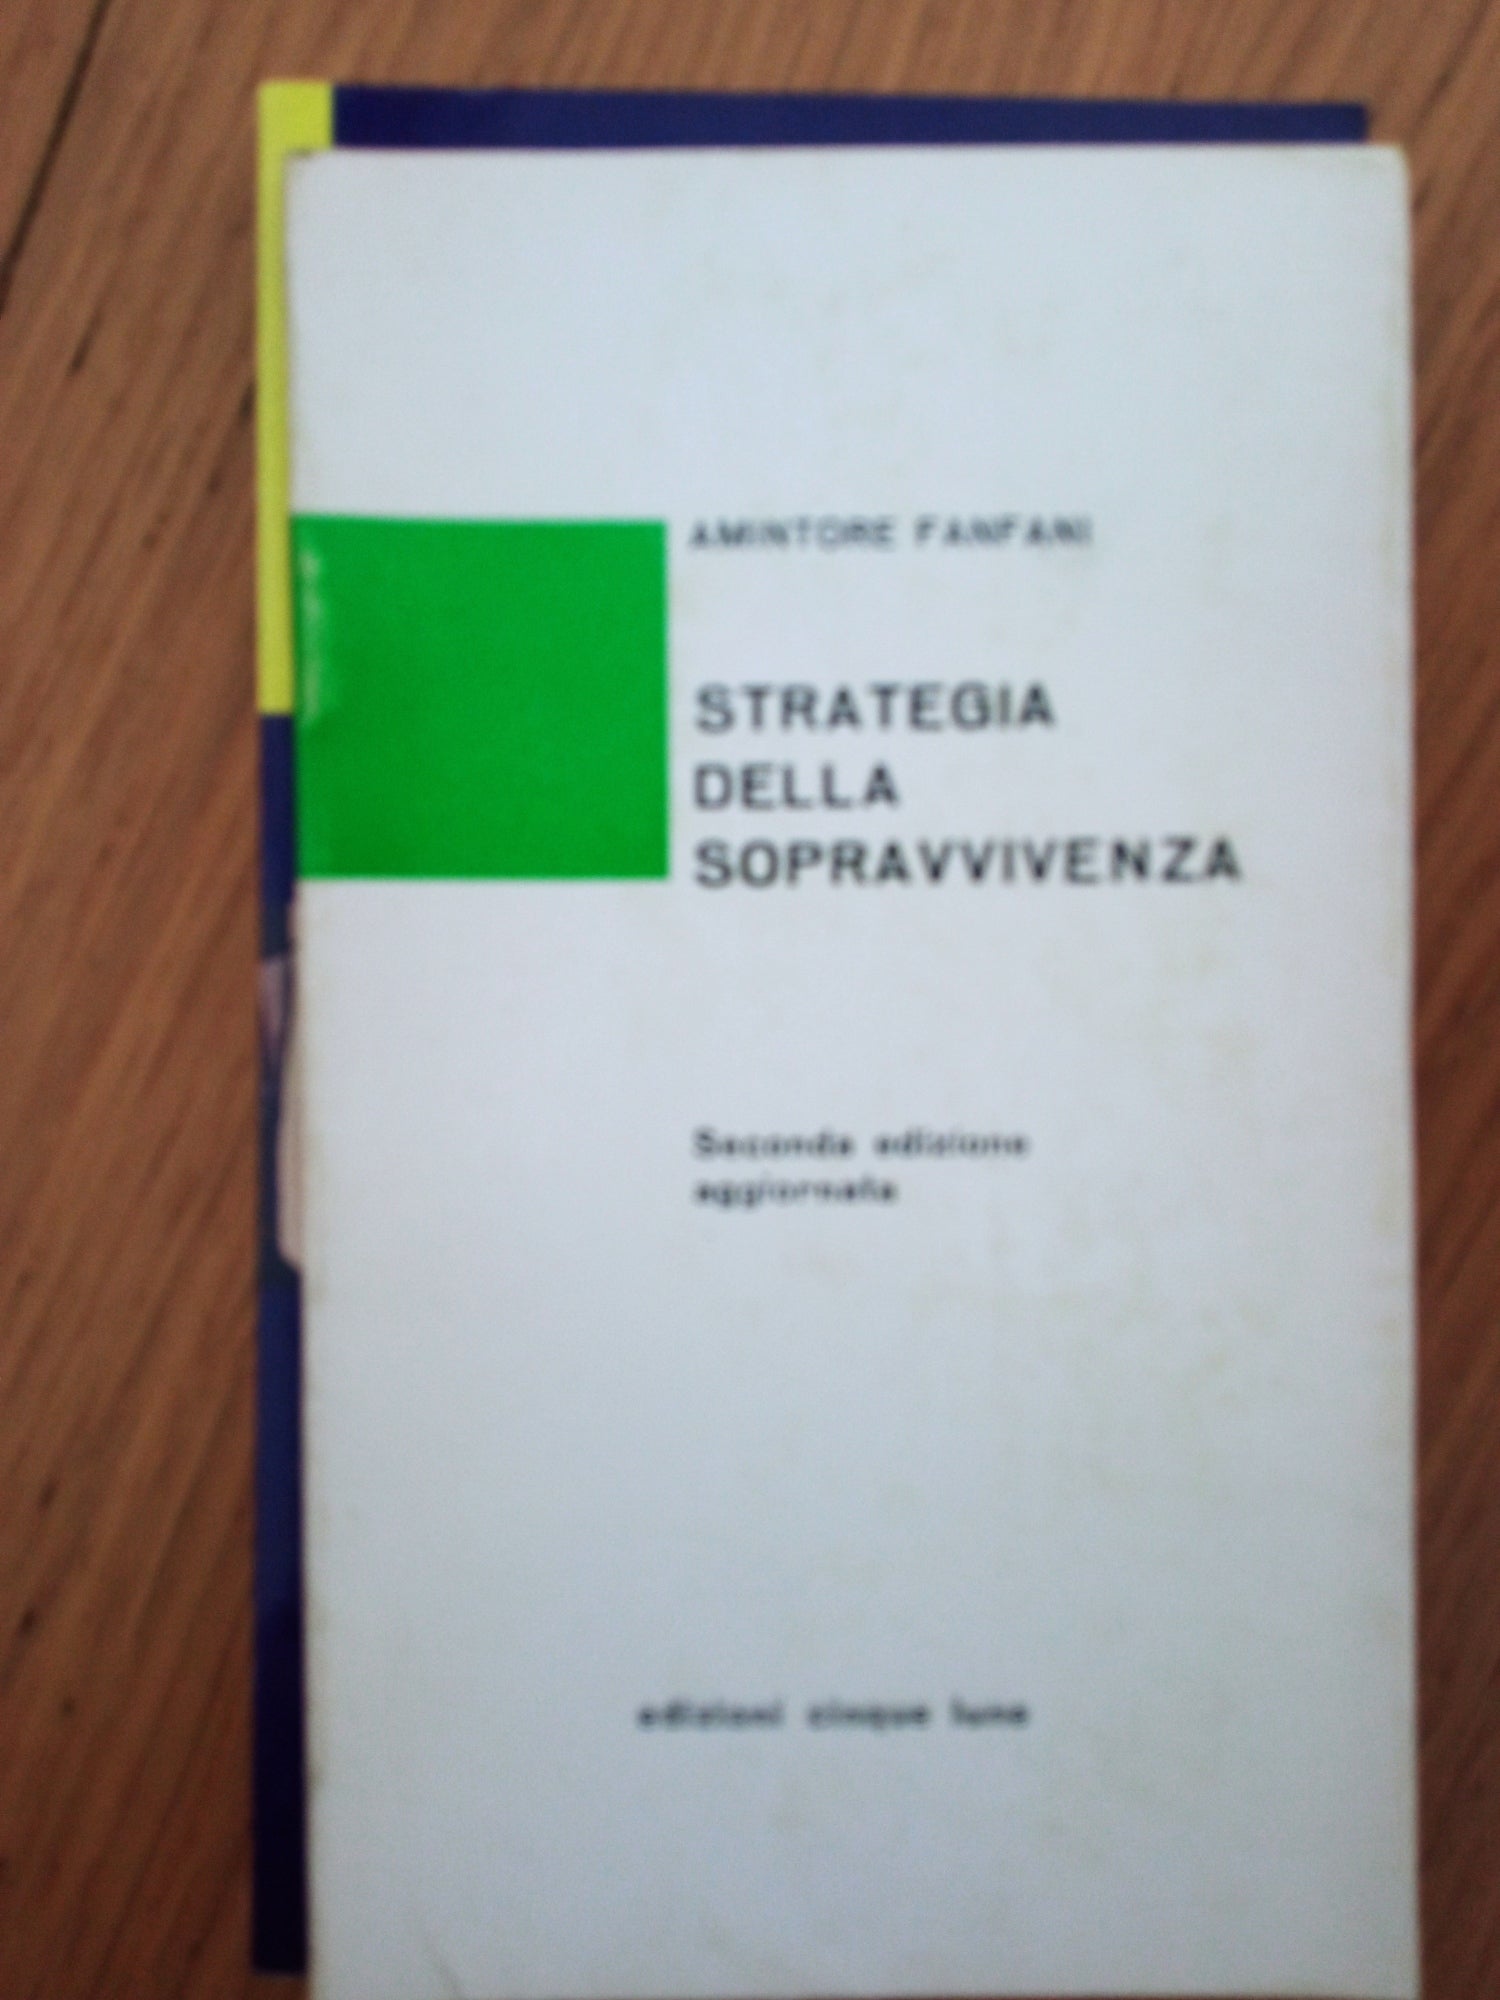 AMINTORE FANFANI
STRATEGIA
DELLA
SOPRAVVIVENZA
Seconda edizione
aggiornata
edizioni cinque lune